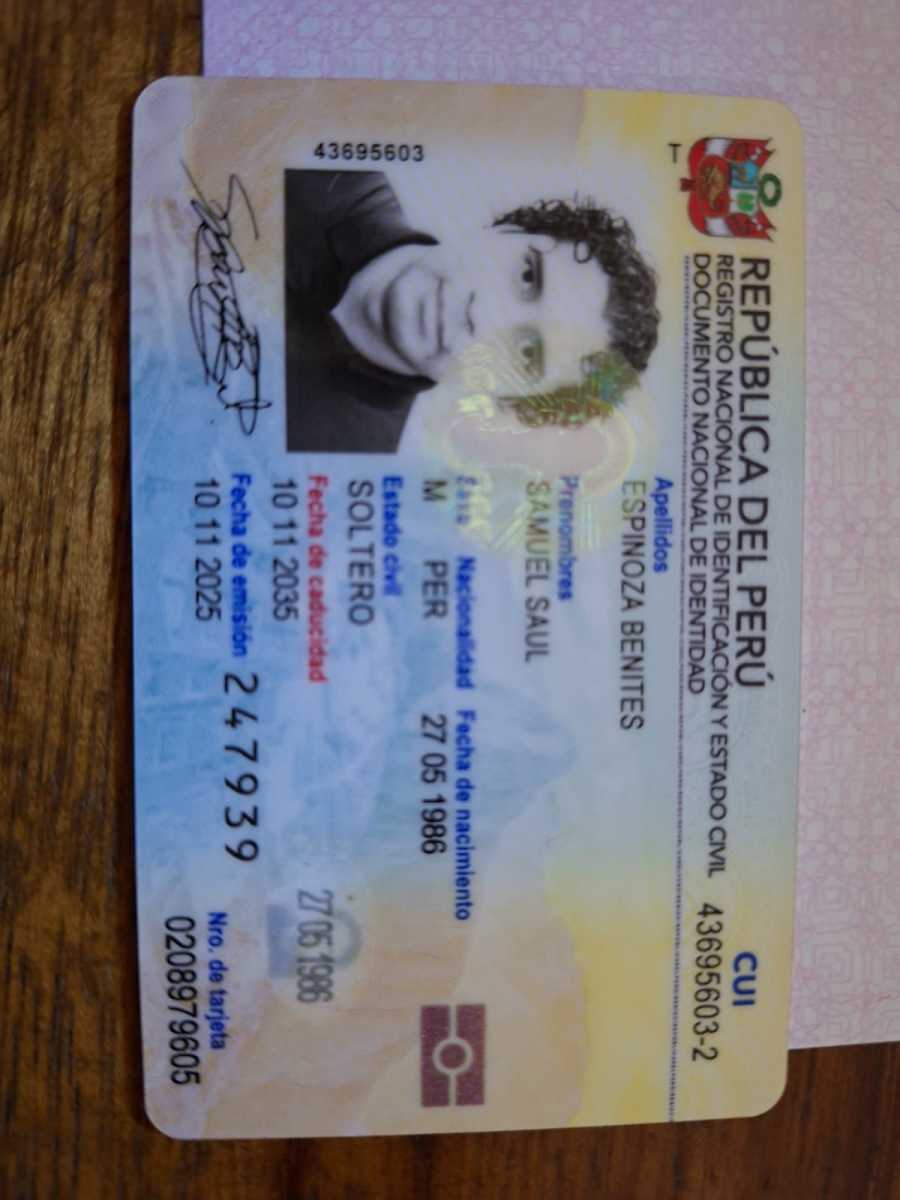 REPÚBLICA DEL PERÚ
REGISTRO NACIONAL DE IDENTIFICACIÓN Y ESTADO CIVIL
DOCUMENTO NACIONAL DE IDENTIDAD
CUI
43695603-2
43695603
Apellidos
ESPINOZA BENITES
Prenombres
SAMUEL SAUL
Sexo Nacionalidad Fecha de nacimiento
M PER 27 05 1986
Estado civil
SOLTERO
Fecha de caducidad
10 11 2035
27 05 1986
Fecha de emisión
10 11 2025
247939
Nro. de tarjeta
0208979605